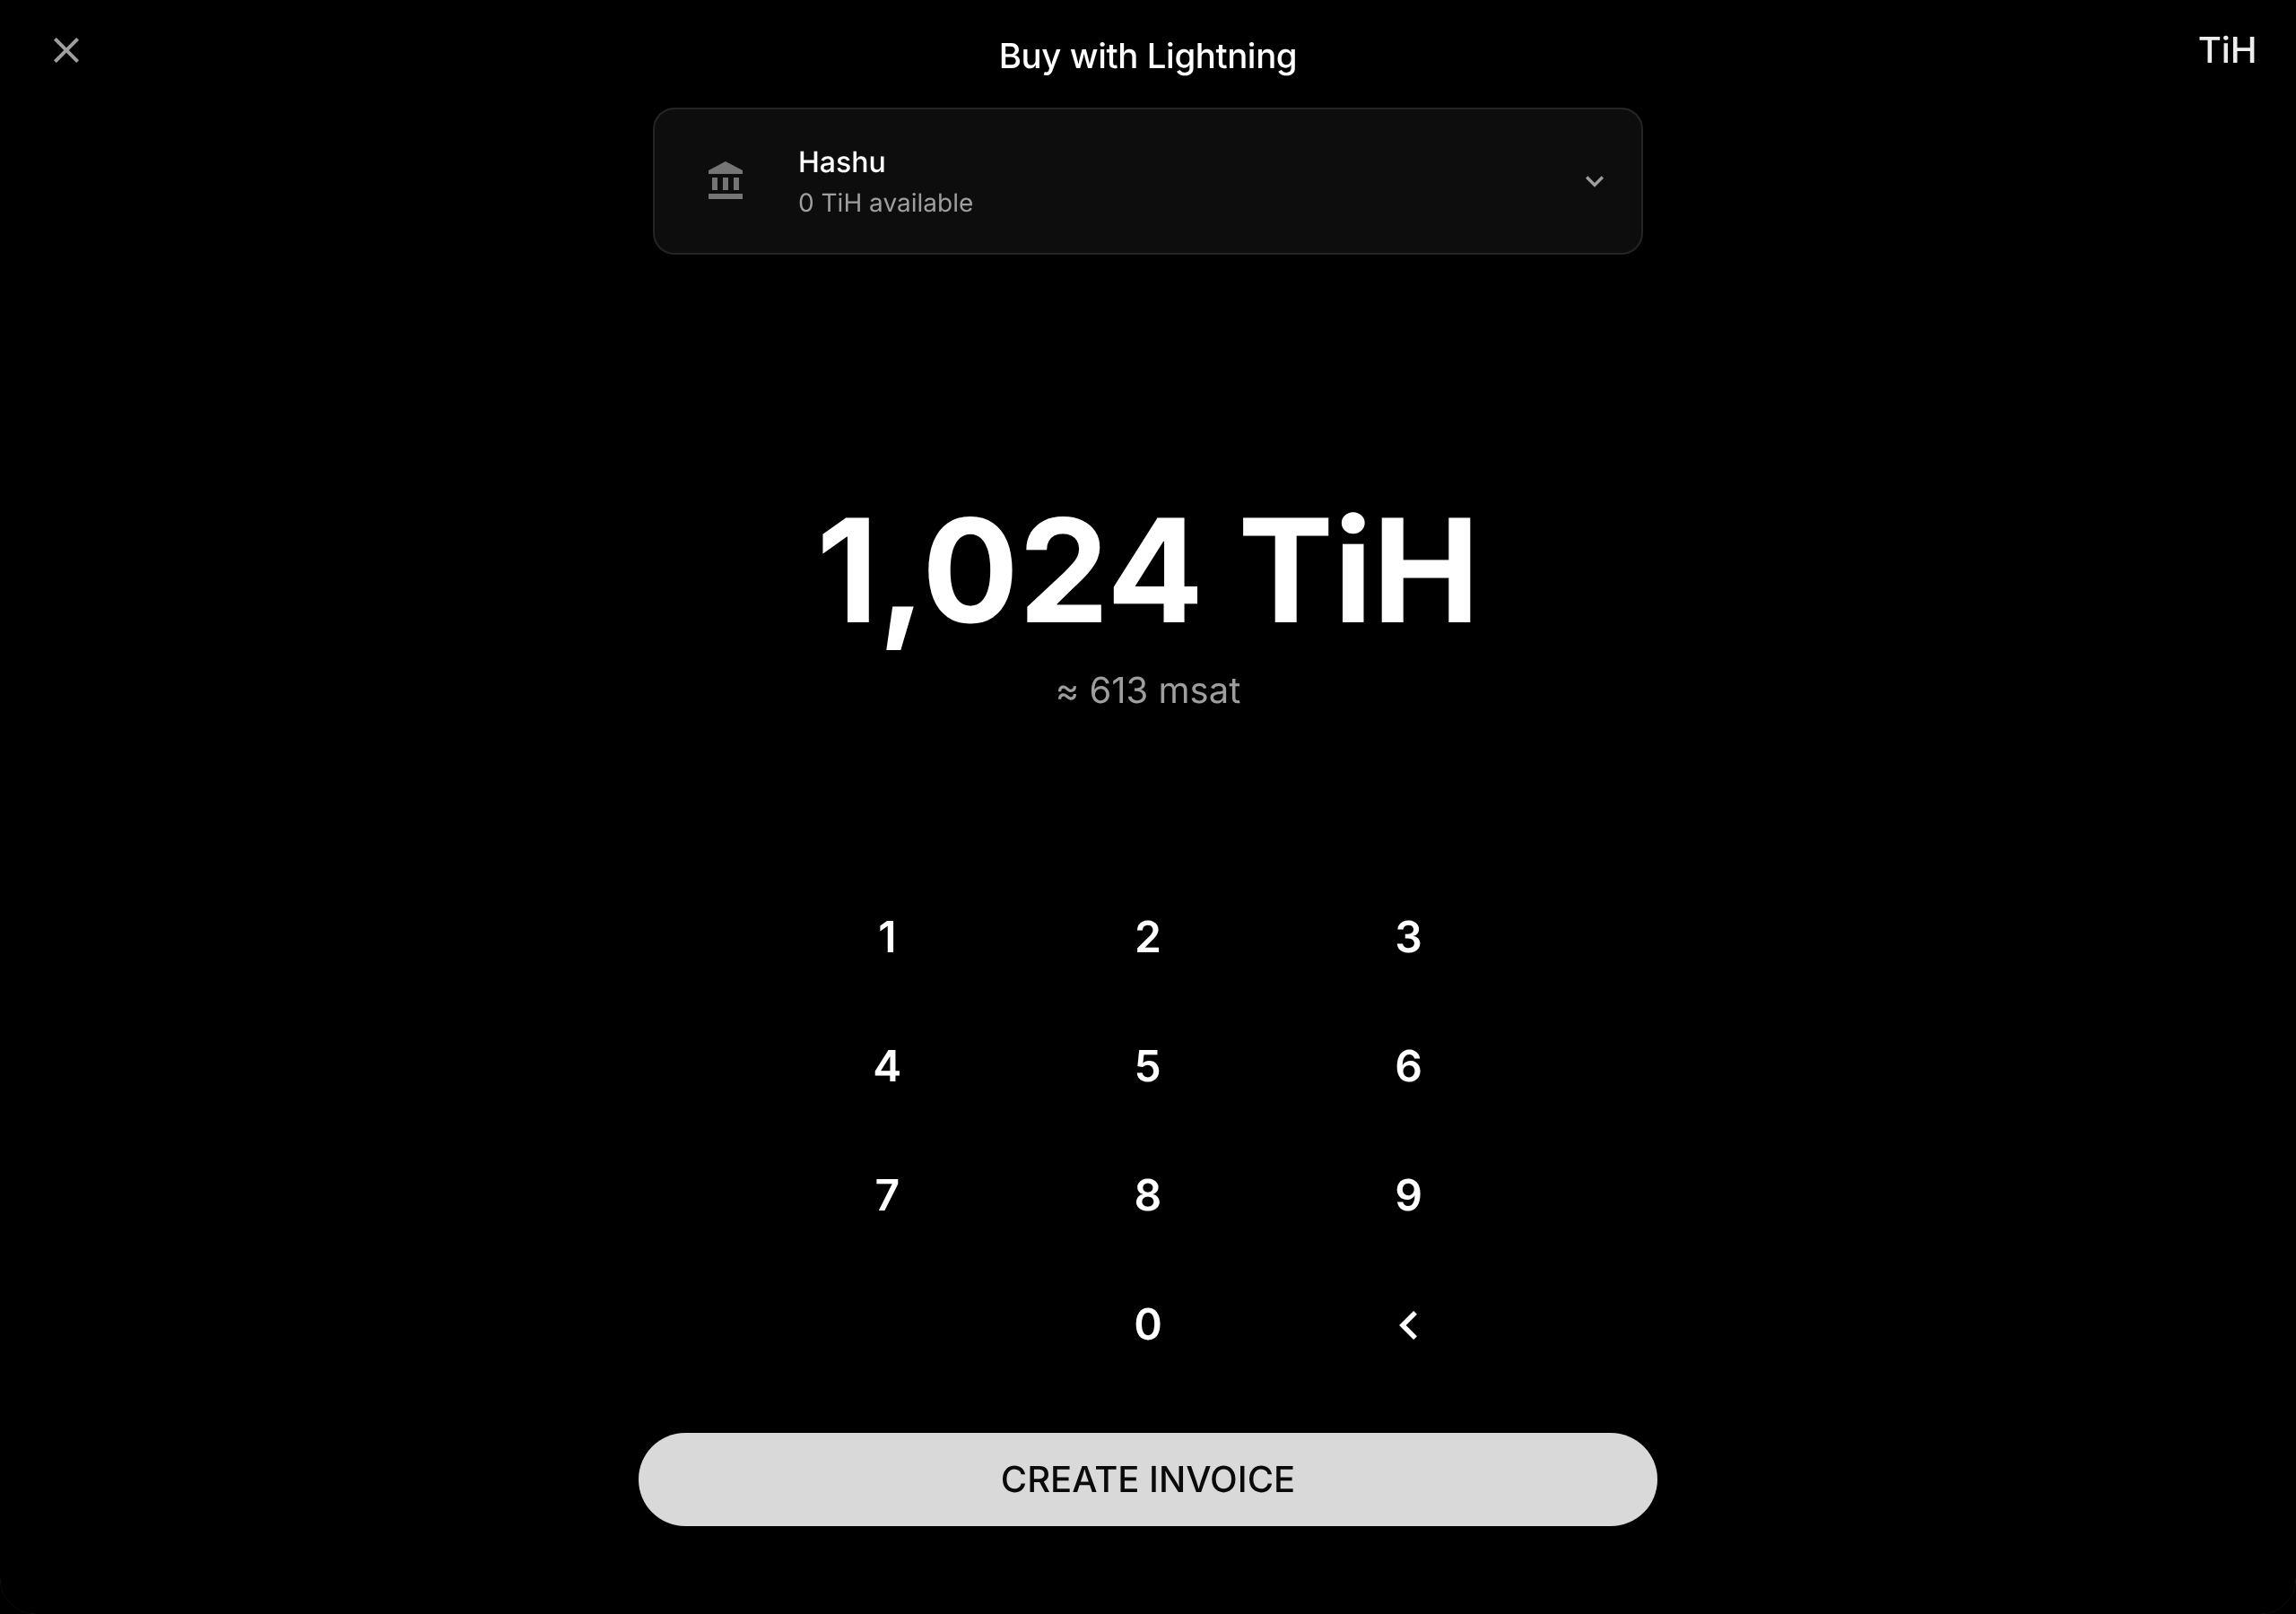 Buy with Lightning
TiH
Hashu
0 TiH available
1,024 TiH
≈ 613 msat
1 2 3
4 5 6
7 8 9
0
CREATE INVOICE